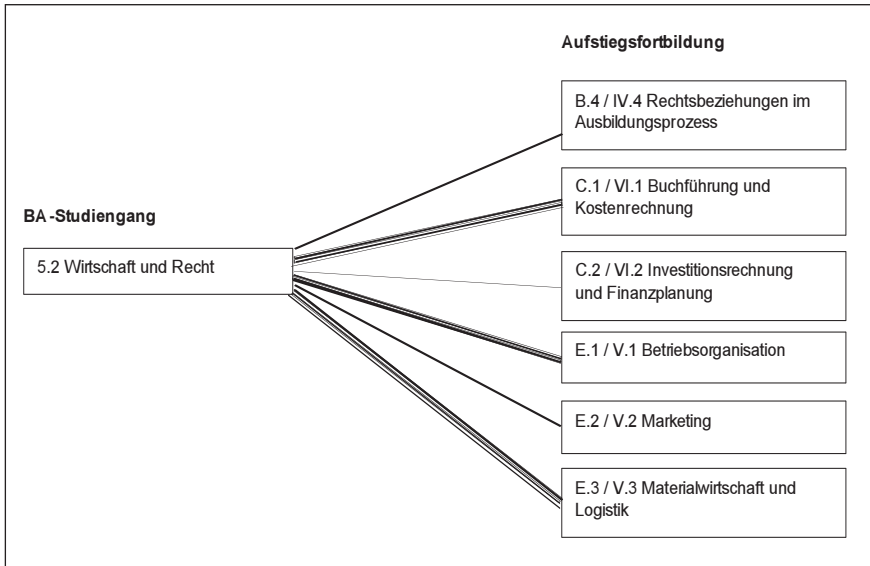 Aufstiegsfortbildung
B.4 / IV.4 Rechtsbeziehungen im
Ausbildungsprozess
C.1 / VI.1 Buchführung und
Kostenrechnung
BA -Studiengang
5.2 Wirtschaft und Recht
C.2 / VI.2 Investitionsrechnung
und Finanzplanung
E.1 / V.1 Betriebsorganisation
E.2 / V.2 Marketing
E.3 / V.3 Materialwirtschaft und
Logistik